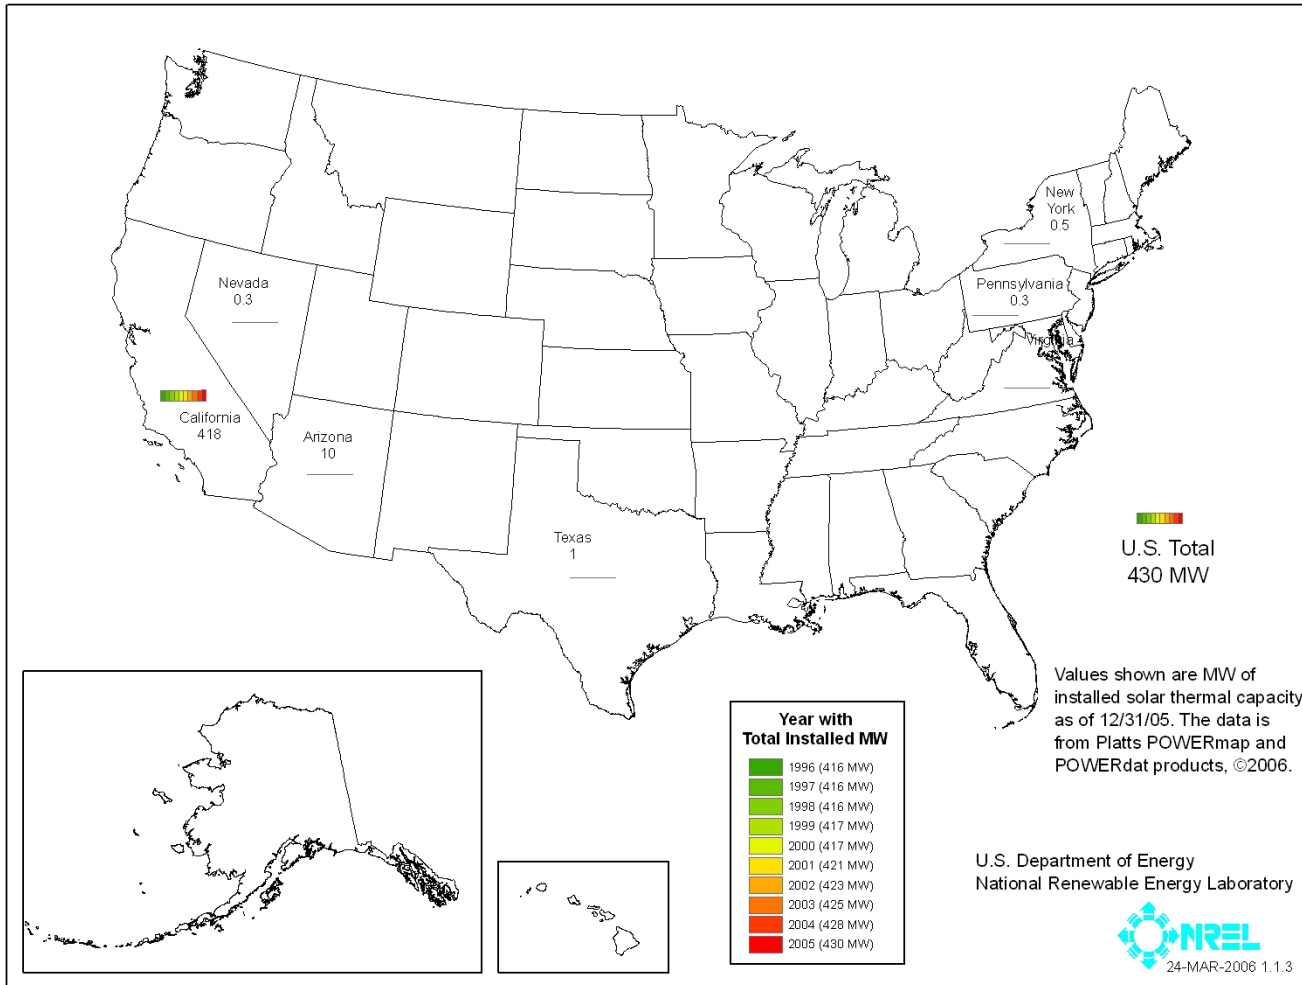 New
York
0.5
Nevada
0.3
Pennsylvania
0.3
Virginia
California
418
Arizona
10
Texas
1
U.S. Total
430 MW
Values shown are MW of
installed solar thermal capacity
as of 12/31/05. The data is
from Platts POWERmap and
POWERdat products, ©2006.
Year with
Total Installed MW
1996 (416 MW)
1997 (416 MW)
1998 (416 MW)
1999 (417 MW)
2000 (417 MW)
2001 (421 MW)
2002 (423 MW)
2003 (425 MW)
2004 (428 MW)
2005 (430 MW)
U.S. Department of Energy
National Renewable Energy Laboratory
NREL
24-MAR-2006 1.1.3